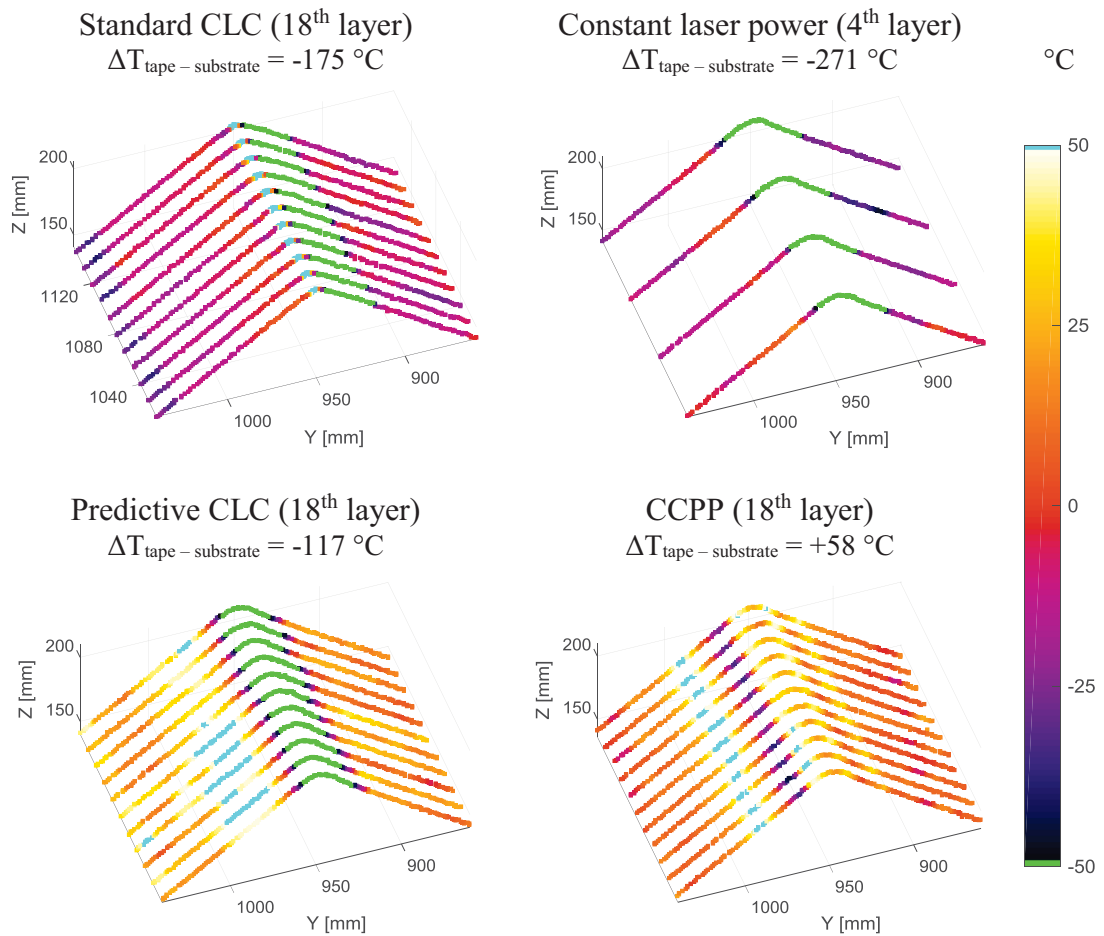 Standard CLC (18th layer)
ΔTtape – substrate = -175 °C
Constant laser power (4th layer)
ΔTtape – substrate = -271 °C
°C
200
150
Z [mm]
1120
1080
1040
1000
950
900
Y [mm]
200
150
Z [mm]
1000
950
900
Y [mm]
50
25
0
-25
-50
Predictive CLC (18th layer)
ΔTtape – substrate = -117 °C
CCPP (18th layer)
ΔTtape – substrate = +58 °C
200
150
Z [mm]
1000
950
900
Y [mm]
200
150
Z [mm]
1000
950
900
Y [mm]